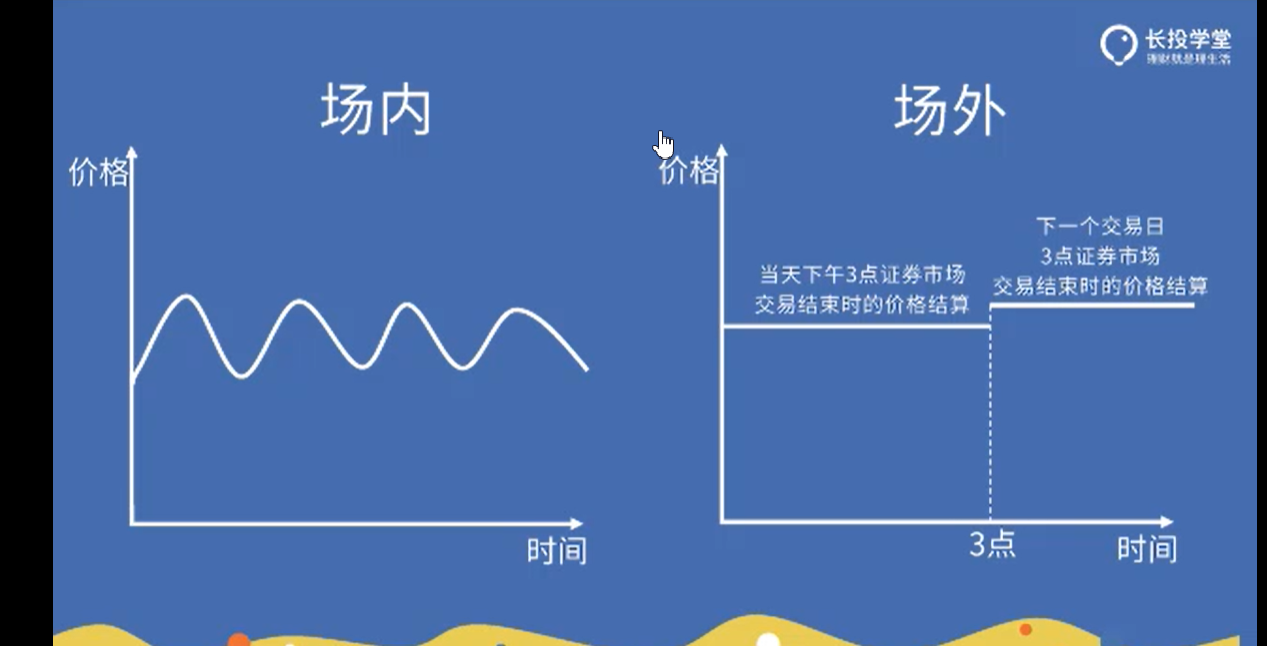 长投学堂
理财就是理生活
场内
场外
价格
时间
价格
当天下午3点证券市场
交易结束时的价格结算
下一个交易日
3点证券市场
交易结束时的价格结算
3点
时间